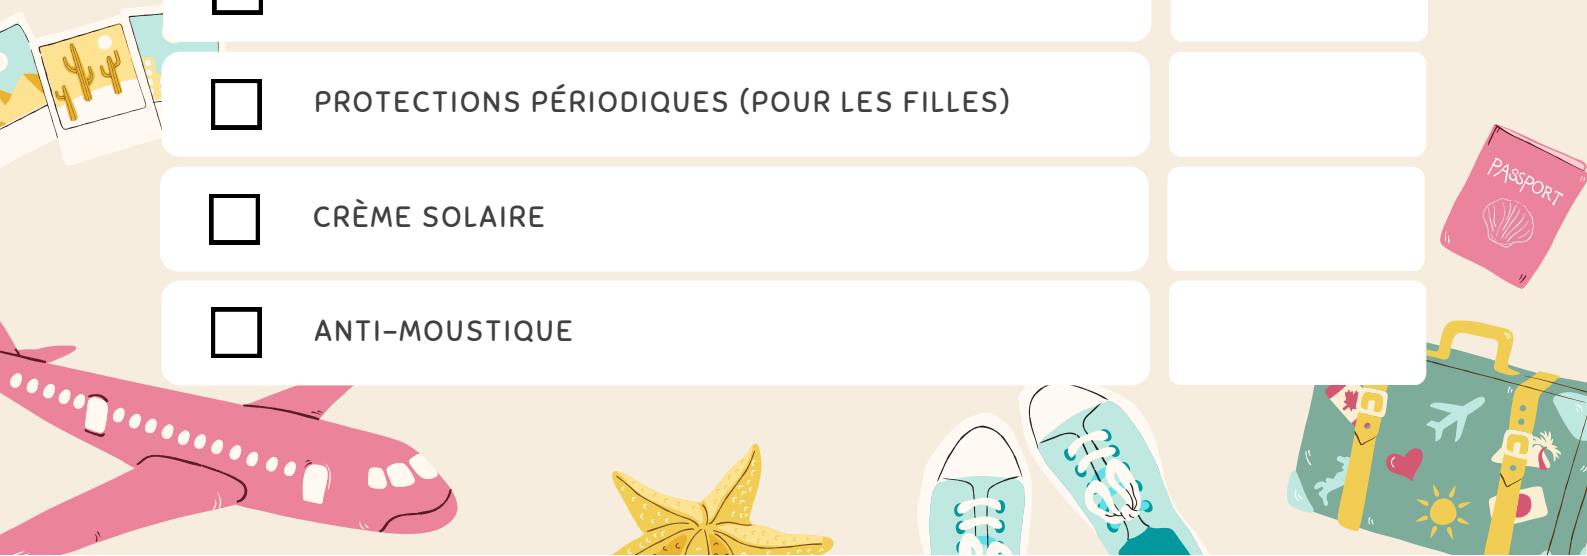 PROTECTIONS PÉRIODIQUES (POUR LES FILLES)
PASSPORT
CRÈME SOLAIRE
ANTI-MOUSTIQUE